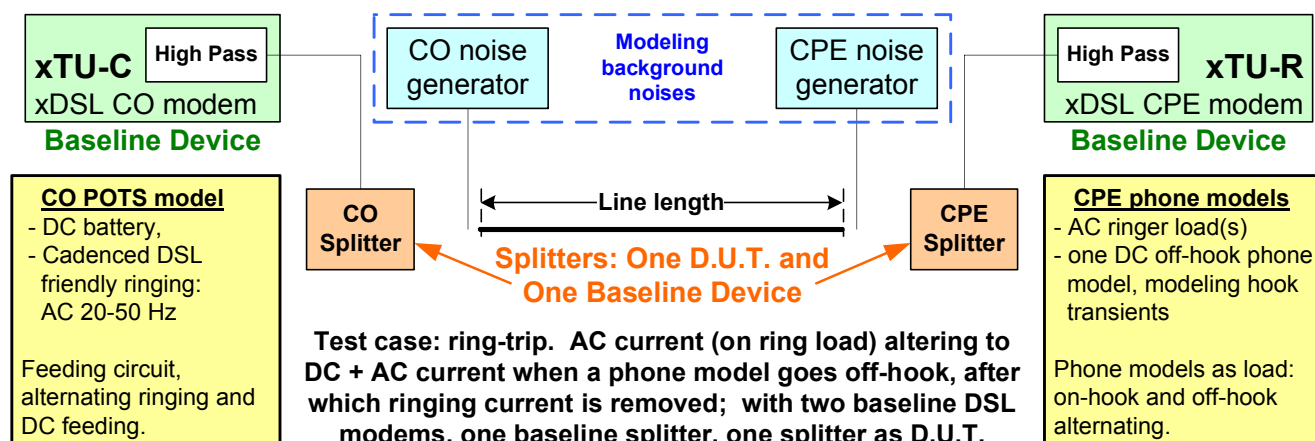 xTU-C
High Pass
xDSL CO modem
Baseline Device
CO noise
generator
Modeling
background
noises
CPE noise
generator
High Pass
xTU-R
xDSL CPE modem
Baseline Device
CO POTS model
- DC battery,
- Cadenced DSL
friendly ringing:
AC 20-50 Hz
Feeding circuit,
alternating ringing and
DC feeding.
CO
Splitter
Line length
CPE
Splitter
Splitters: One D.U.T. and
One Baseline Device
Test case: ring-trip. AC current (on ring load) altering to
DC + AC current when a phone model goes off-hook, after
which ringing current is removed; with two baseline DSL
modems, one baseline splitter, one splitter as D.U.T.
CPE phone models
- AC ringer load(s)
- one DC off-hook phone
model, modeling hook
transients
Phone models as load:
on-hook and off-hook
alternating.